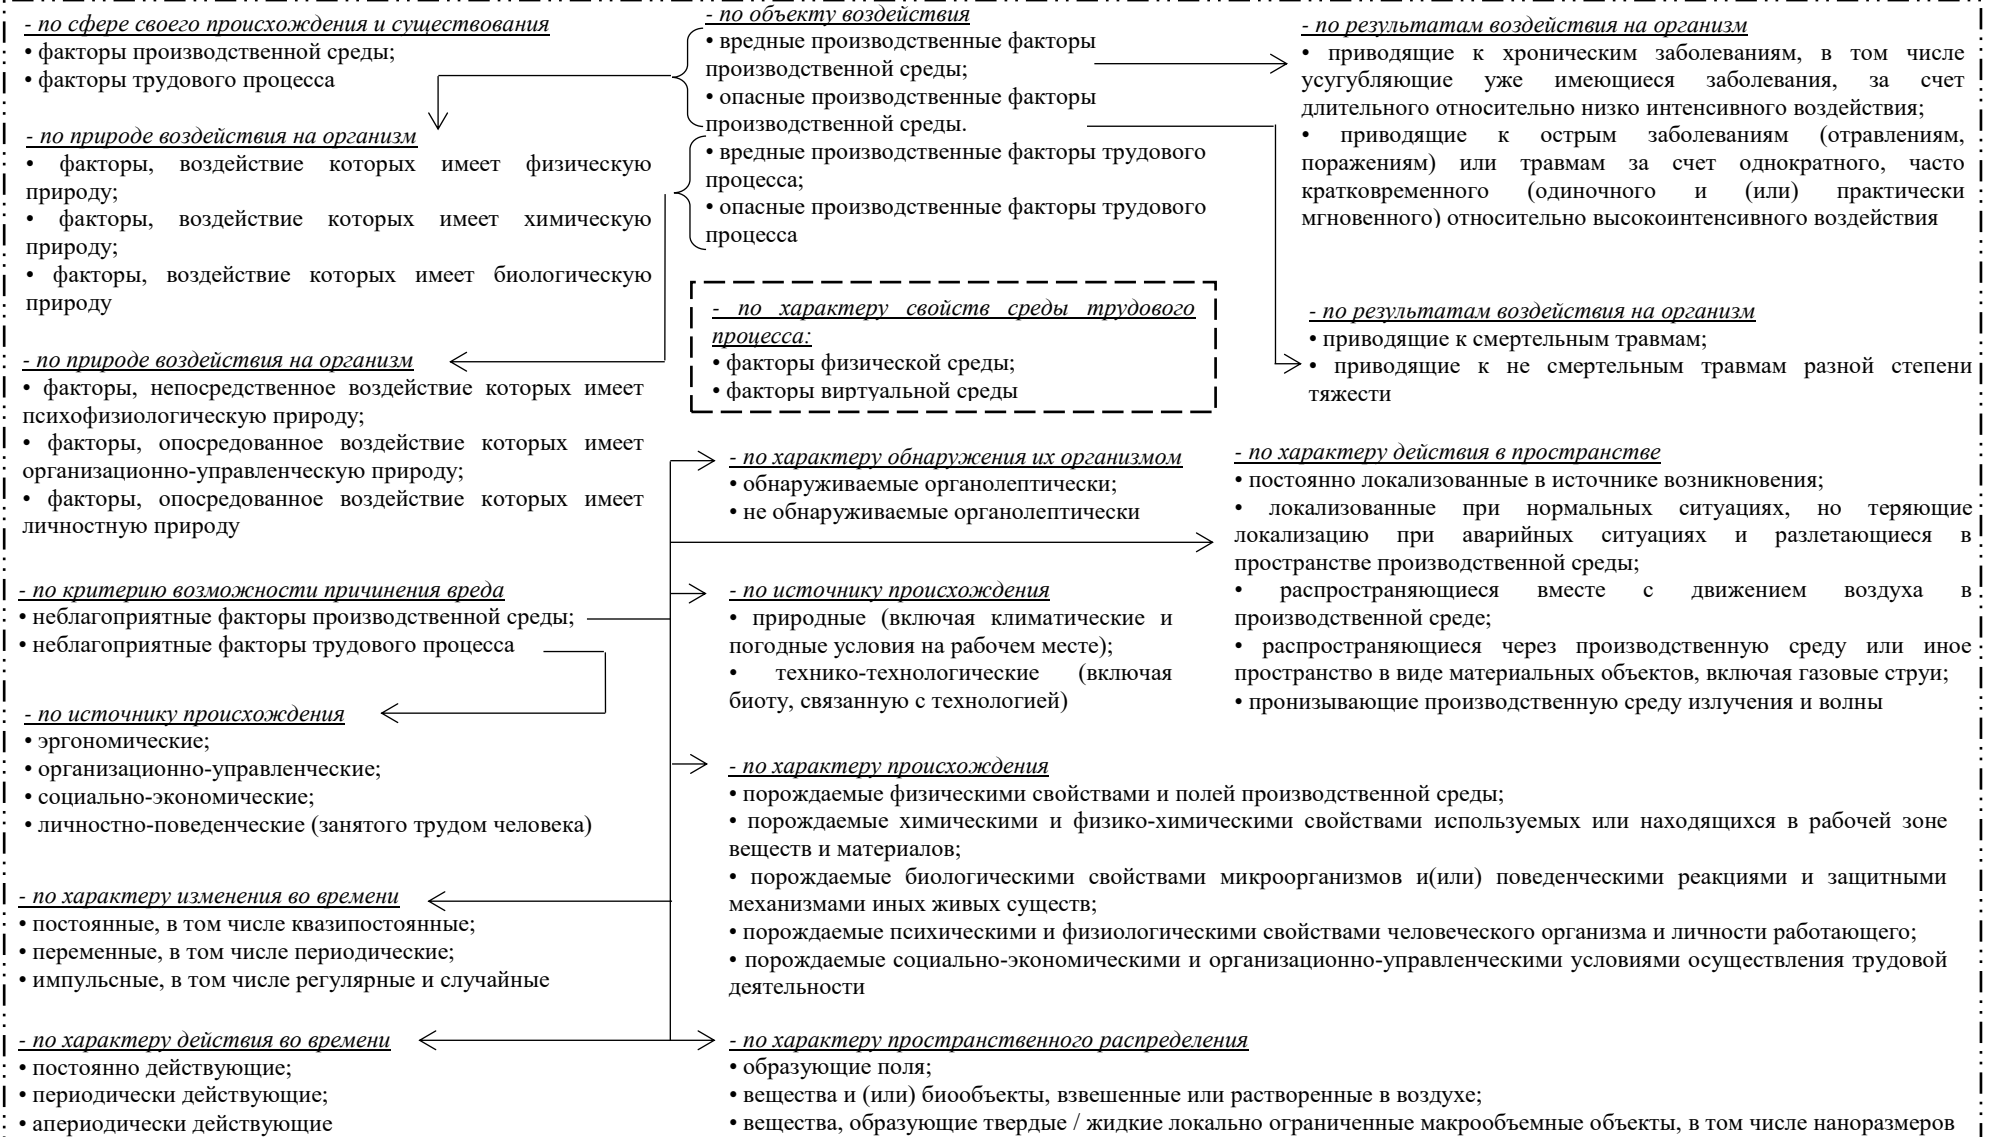 - по сфере своего происхождения и существования
• факторы производственной среды;
• факторы трудового процесса
- по природе воздействия на организм
• факторы, воздействие которых имеет физическую
природу;
• факторы, воздействие которых имеет химическую
природу;
• факторы, воздействие которых имеет биологическую
природу
- по природе воздействия на организм
• факторы, непосредственное воздействие которых имеет
психофизиологическую природу;
• факторы, опосредованное воздействие которых имеет
организационно-управленческую природу;
• факторы, опосредованное воздействие которых имеет
личностную природу
- по критерию возможности причинения вреда
• неблагоприятные факторы производственной среды;
• неблагоприятные факторы трудового процесса
- по источнику происхождения
• эргономические;
• организационно-управленческие;
• социально-экономические;
• личностно-поведенческие (занятого трудом человека)
- по характеру изменения во времени
• постоянные, в том числе квазипостоянные;
• переменные, в том числе периодические;
• импульсные, в том числе регулярные и случайные
- по характеру действия во времени
• постоянно действующие;
• периодически действующие;
• апериодически действующие
- по объекту воздействия
• вредные производственные факторы
производственной среды;
• опасные производственные факторы
производственной среды.
• вредные производственные факторы трудового
процесса;
• опасные производственные факторы трудового
процесса
- по характеру свойств среды трудового
процесса:
• факторы физической среды;
• факторы виртуальной среды
- по характеру обнаружения их организмом
• обнаруживаемые органолептически;
• не обнаруживаемые органолептически
- по источнику происхождения
• природные (включая климатические и
погодные условия на рабочем месте);
• технико-технологические (включая
биоту, связанную с технологией)
- по результатам воздействия на организм
• приводящие к хроническим заболеваниям, в том числе
усугубляющие уже имеющиеся заболевания, за счет
длительного относительно низко интенсивного воздействия;
• приводящие к острым заболеваниям (отравлениям,
поражениям) или травмам за счет однократного, часто
кратковременного (одиночного и (или) практически
мгновенного) относительно высокоинтенсивного воздействия
- по результатам воздействия на организм
• приводящие к смертельным травмам;
• приводящие к не смертельным травмам разной степени
тяжести
- по характеру действия в пространстве
• постоянно локализованные в источнике возникновения;
• локализованные при нормальных ситуациях, но теряющие
локализацию при аварийных ситуациях и разлетающиеся в
пространстве производственной среды;
• распространяющиеся вместе с движением воздуха в
производственной среде;
• распространяющиеся через производственную среду или иное
пространство в виде материальных объектов, включая газовые струи;
• пронизывающие производственную среду излучения и волны
- по характеру происхождения
• порождаемые физическими свойствами и полей производственной среды;
• порождаемые химическими и физико-химическими свойствами используемых или находящихся в рабочей зоне
веществ и материалов;
• порождаемые биологическими свойствами микроорганизмов и(или) поведенческими реакциями и защитными
механизмами иных живых существ;
• порождаемые психическими и физиологическими свойствами человеческого организма и личности работающего;
• порождаемые социально-экономическими и организационно-управленческими условиями осуществления трудовой
деятельности
- по характеру пространственного распределения
• образующие поля;
• вещества и (или) биообъекты, взвешенные или растворенные в воздухе;
• вещества, образующие твердые / жидкие локально ограниченные макрообъемные объекты, в том числе наноразмеров